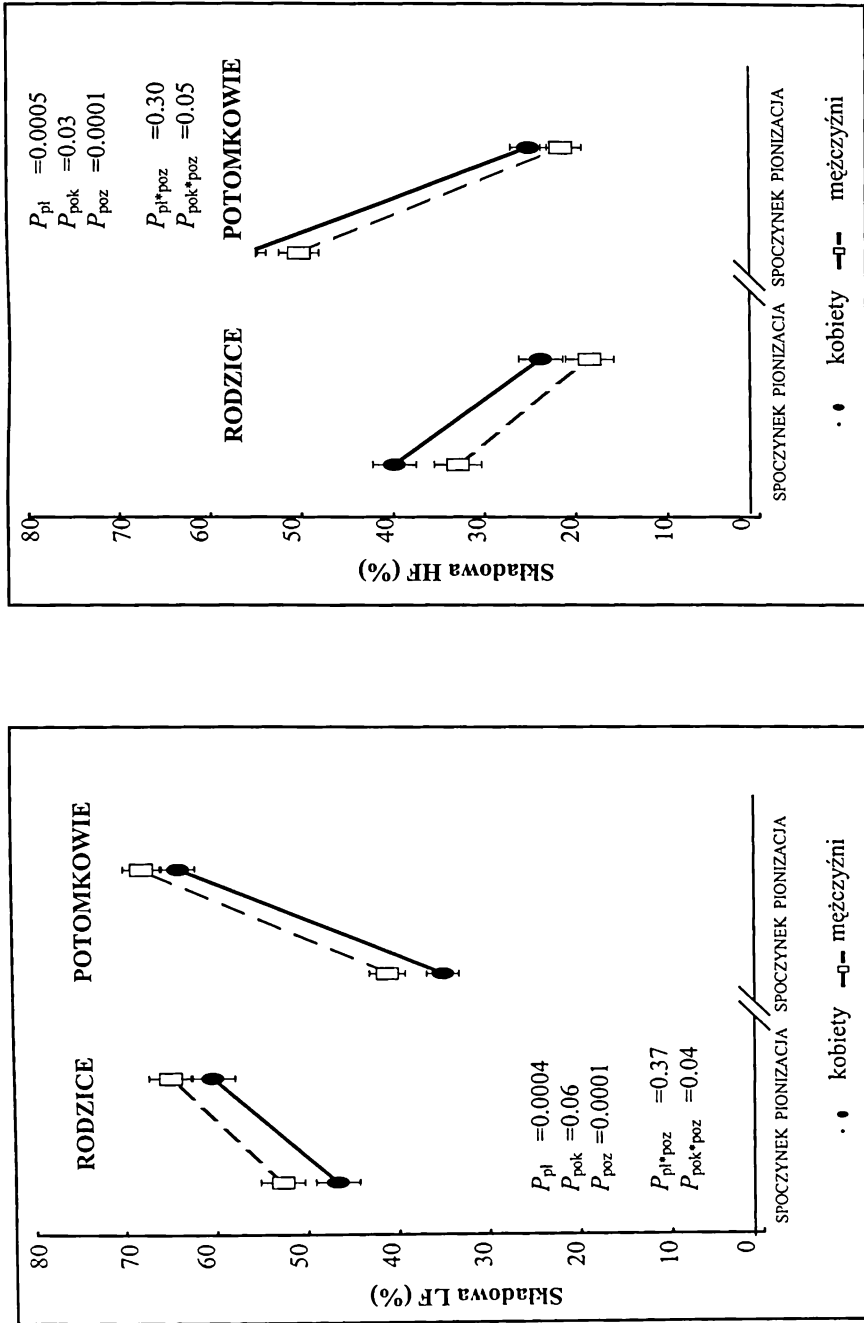 80
70
60
50
40
30
20
10
0
Składowa LF (%)
RODZICE
POTOMKOWIE
P_pl =0.0004
P_pok =0.06
P_poz =0.0001
P_pl*poz =0.37
P_pok*poz =0.04
SPOCZYNEK PIONIZACJA SPOCZYNEK PIONIZACJA
kobiety mężczyźni
80
70
60
50
40
30
20
10
0
Składowa HF (%)
RODZICE
POTOMKOWIE
P_pl =0.0005
P_pok =0.03
P_poz =0.0001
P_pl*poz =0.30
P_pok*poz =0.05
SPOCZYNEK PIONIZACJA SPOCZYNEK PIONIZACJA
kobiety mężczyźni